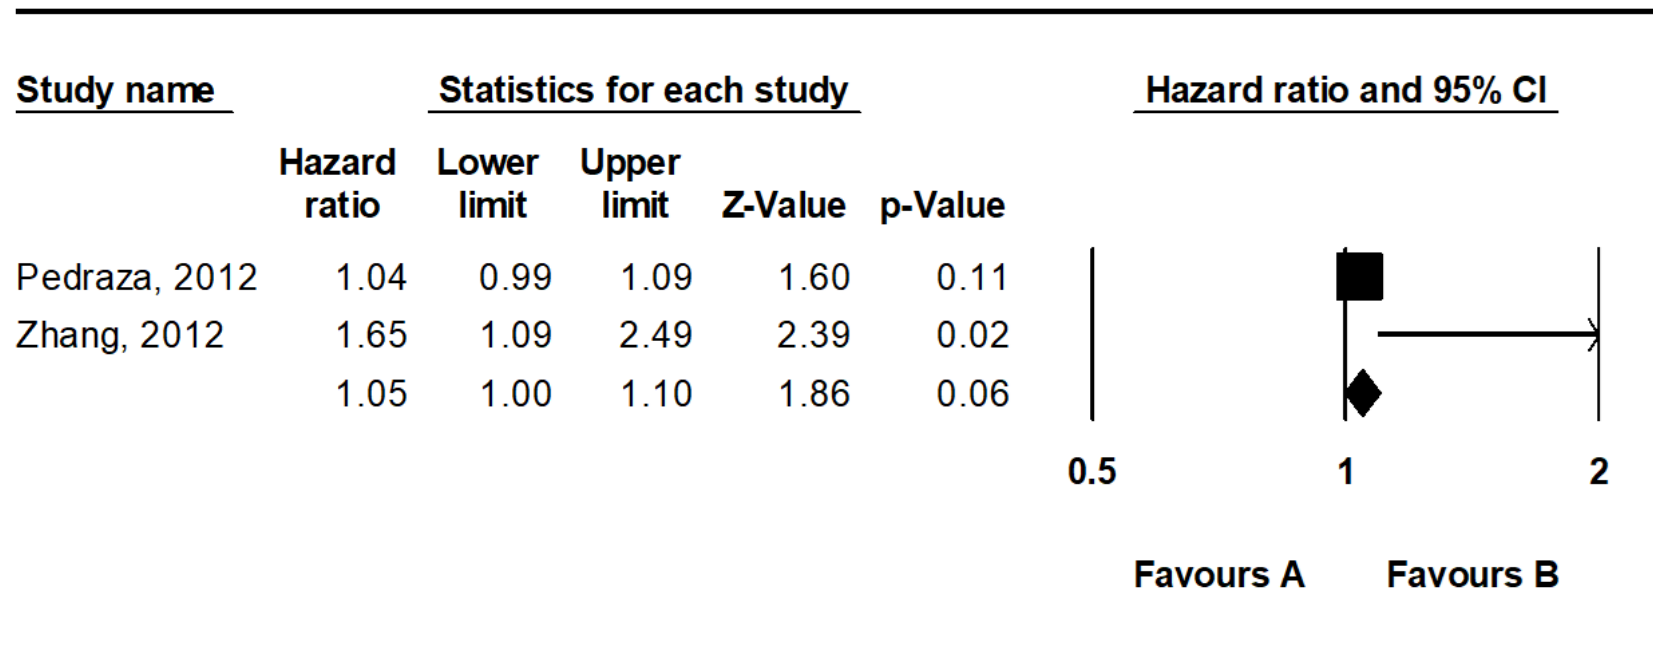 Study name Statistics for each study Hazard ratio and 95% CI
Hazard Lower Upper
ratio limit limit Z-Value p-Value
Pedraza, 2012 1.04 0.99 1.09 1.60 0.11
Zhang, 2012 1.65 1.09 2.49 2.39 0.02
1.05 1.00 1.10 1.86 0.06
0.5 1 2
Favours A Favours B